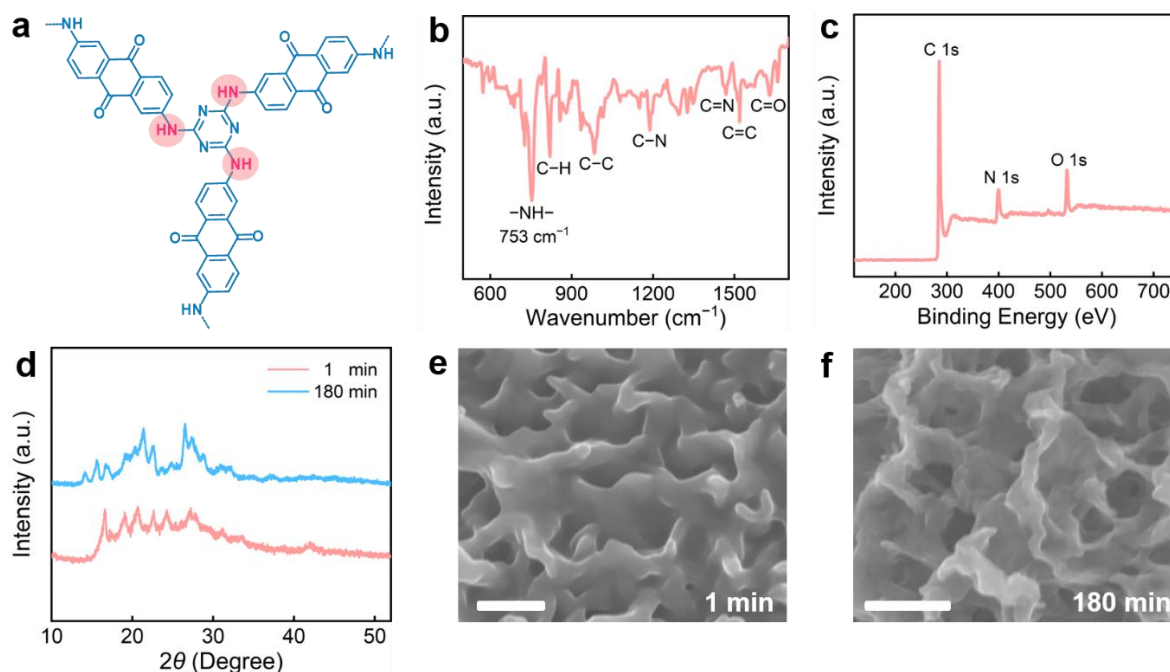 a
NH
O
O
O
O
HN
NH
HN
N
N
N
N
H
NH
O
O
HN
b
Intensity (a.u.)
C=N
C=O
C−N
C=C
C−H
C−C
−NH−
753 cm⁻¹
600 900 1200 1500
Wavenumber (cm⁻¹)
c
Intensity (a.u.)
C 1s
N 1s
O 1s
200 300 400 500 600 700
Binding Energy (eV)
d
Intensity (a.u.)
1 min
180 min
10 20 30 40 50
2θ (Degree)
e
1 min
f
180 min